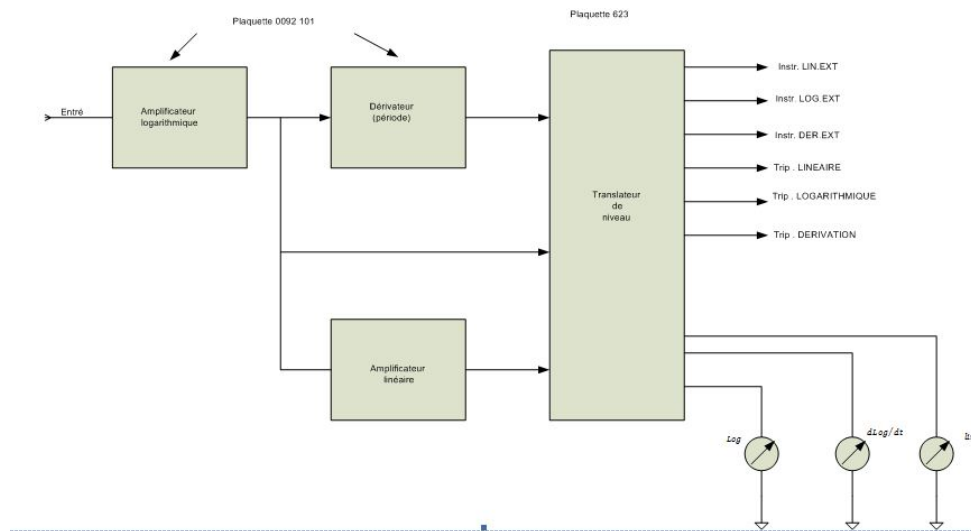 Plaquette 0092 101
Plaquette 623
Entré
Amplificateur
logarithmique
Dérivateur
(période)
Translateur
de
niveau
Amplificateur
linéaire
Instr. LIN.EXT
Instr. LOG.EXT
Instr. DER.EXT
Trip . LINEAIRE
Trip . LOGARITHMIQUE
Trip . DERIVATION
Log
dLog/dt